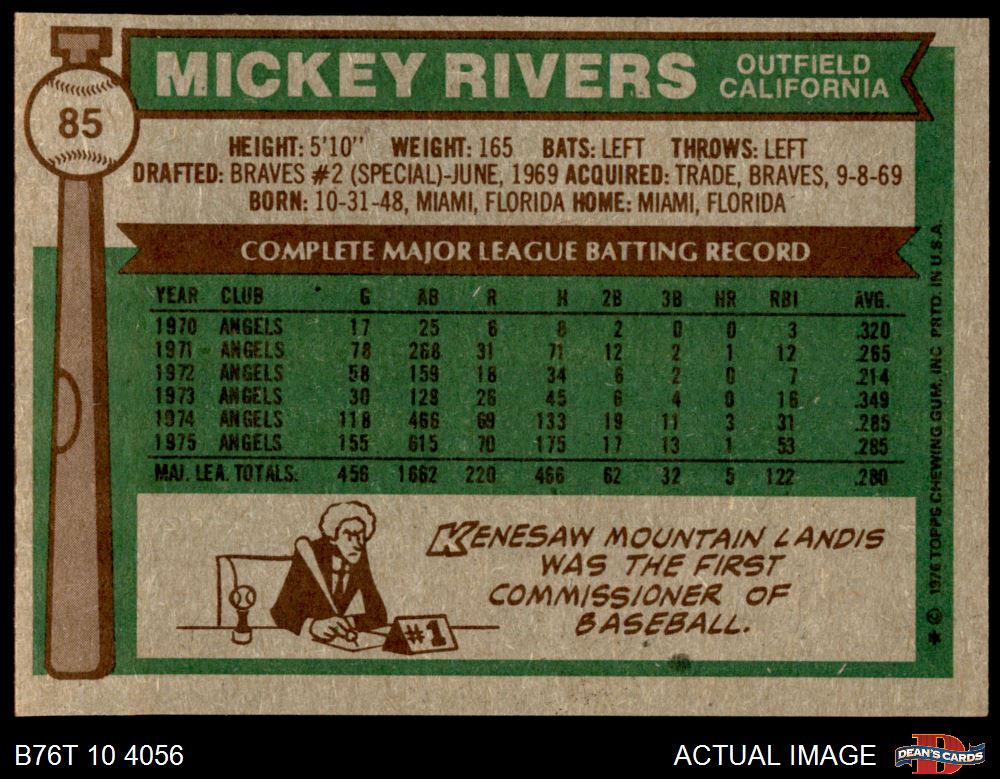 85
MICKEY RIVERS
OUTFIELD
CALIFORNIA
HEIGHT: 5'10" WEIGHT: 165 BATS: LEFT THROWS: LEFT
DRAFTED: BRAVES #2 (SPECIAL)-JUNE, 1969 ACQUIRED: TRADE, BRAVES, 9-8-69
BORN: 10-31-48, MIAMI, FLORIDA HOME: MIAMI, FLORIDA
COMPLETE MAJOR LEAGUE BATTING RECORD
YEAR CLUB G AB R H 2B 3B HR RBI AVG.
1970 ANGELS 17 25 6 8 2 0 0 3 .320
1971 ANGELS 78 268 31 71 12 2 1 12 .265
1972 ANGELS 58 159 18 34 6 2 0 7 .214
1973 ANGELS 30 129 26 45 6 4 0 16 .349
1974 ANGELS 118 466 69 133 19 11 3 31 .285
1975 ANGELS 155 615 70 175 17 13 1 53 .285
MAJ. LEA. TOTALS: 456 1662 220 466 62 32 5 122 .280
KENESAW MOUNTAIN LANDIS
WAS THE FIRST
COMMISSIONER OF
BASEBALL.
#1
* © 1976 TOPPS CHEWING GUM, INC. PRTD. IN U.S.A.
B76T 10 4056
ACTUAL IMAGE
DEAN'S CARDS